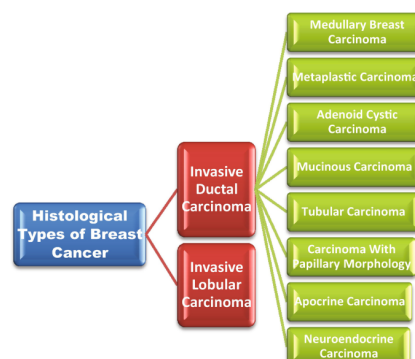 Histological
Types of Breast
Cancer
Invasive
Ductal
Carcinoma
Invasive
Lobular
Carcinoma
Medullary Breast
Carcinoma
Metaplastic Carcinoma
Adenoid Cystic
Carcinoma
Mucinous Carcinoma
Tubular Carcinoma
Carcinoma With
Papillary Morphology
Apocrine Carcinoma
Neuroendocrine
Carcinoma